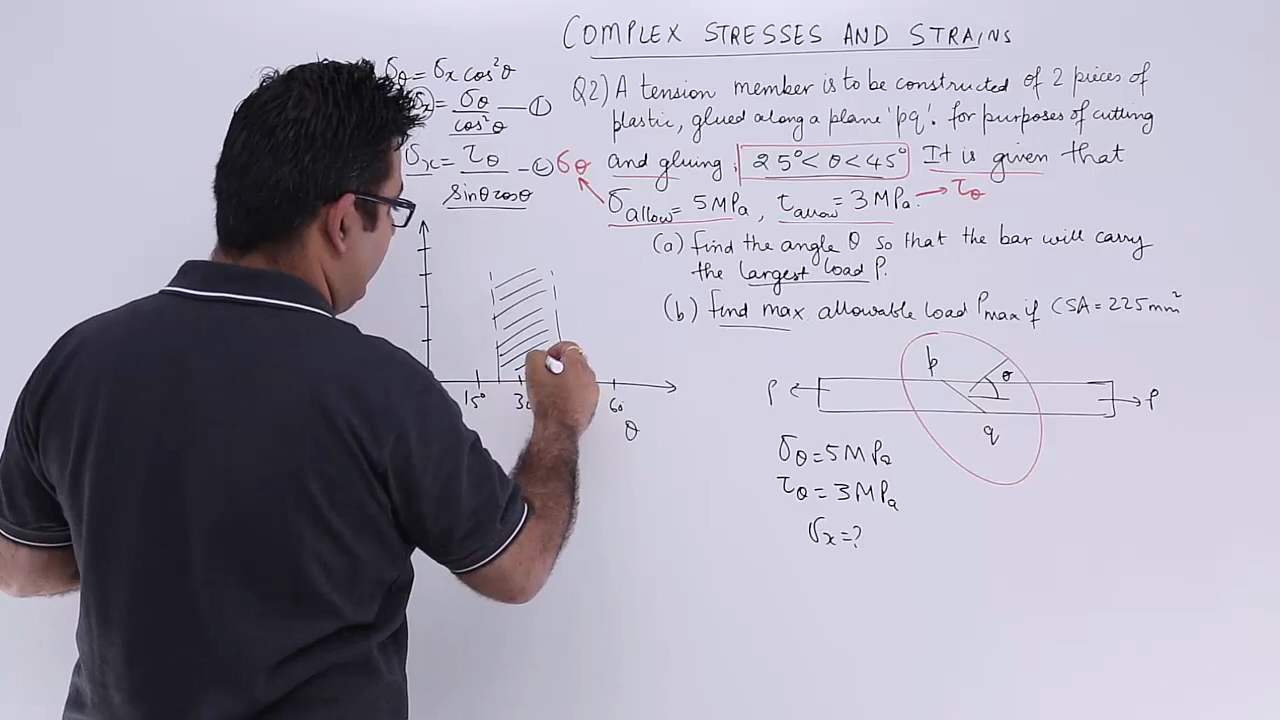 COMPLEX STRESSES AND STRAINS
σθ = σx cos²θ
σx = σθ/cos²θ — ①
σx = τθ/sinθcosθ — ②
Q2) A tension member is to be constructed of 2 pieces of
plastic, glued along a plane 'pq'. For purposes of cutting
and gluing, 25° < θ < 45° It is given that
σθ
σallow = 5 MPa, τallow = 3 MPa. → τθ
(a) Find the angle θ so that the bar will carry
the largest load P.
(b) Find max. allowable load Pmax if CSA = 225 mm²
15° 60
θ
p
θ
P P
q
σθ = 5 MPa
τθ = 3 MPa
σx = ?